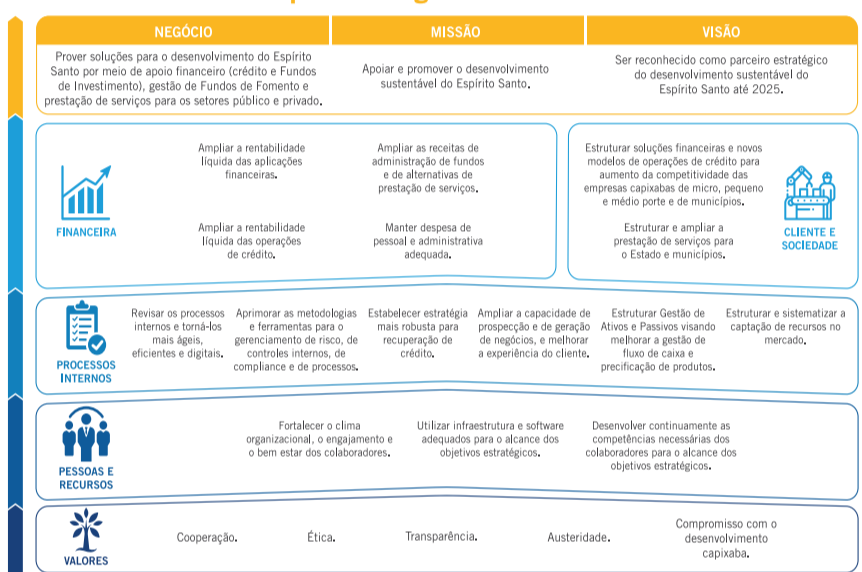 NEGÓCIO
Prover soluções para o desenvolvimento do Espírito
Santo por meio de apoio financeiro (crédito e Fundos
de Investimento), gestão de Fundos de Fomento e
prestação de serviços para os setores público e privado.
MISSÃO
Apoiar e promover o desenvolvimento
sustentável do Espírito Santo.
VISÃO
Ser reconhecido como parceiro estratégico
do desenvolvimento sustentável do
Espírito Santo até 2025.
FINANCEIRA
Ampliar a rentabilidade
líquida das aplicações
financeiras.
Ampliar as receitas de
administração de fundos
e de alternativas de
prestação de serviços.
Ampliar a rentabilidade
líquida das operações
de crédito.
Manter despesa de
pessoal e administrativa
adequada.
Estruturar soluções financeiras e novos
modelos de operações de crédito para
aumento da competitividade das
empresas capixabas de micro, pequeno
e médio porte e de municípios.
Estruturar e ampliar a
prestação de serviços para
o Estado e municípios.
CLIENTE E
SOCIEDADE
PROCESSOS
INTERNOS
Revisar os processos
internos e torná-los
mais ágeis,
eficientes e digitais.
Aprimorar as metodologias
e ferramentas para o
gerenciamento de risco, de
controles internos, de
compliance e de processos.
Estabelecer estratégia
mais robusta para
recuperação de
crédito.
Ampliar a capacidade de
prospecção e de geração
de negócios, e melhorar
a experiência do cliente.
Estruturar Gestão de
Ativos e Passivos visando
melhorar a gestão de
fluxo de caixa e
precificação de produtos.
Estruturar e sistematizar a
captação de recursos no
mercado.
PESSOAS E
RECURSOS
Fortalecer o clima
organizacional, o engajamento e
o bem estar dos colaboradores.
Utilizar infraestrutura e software
adequados para o alcance dos
objetivos estratégicos.
Desenvolver continuamente as
competências necessárias dos
colaboradores para o alcance dos
objetivos estratégicos.
VALORES
Cooperação.
Ética.
Transparência.
Austeridade.
Compromisso com o
desenvolvimento
capixaba.